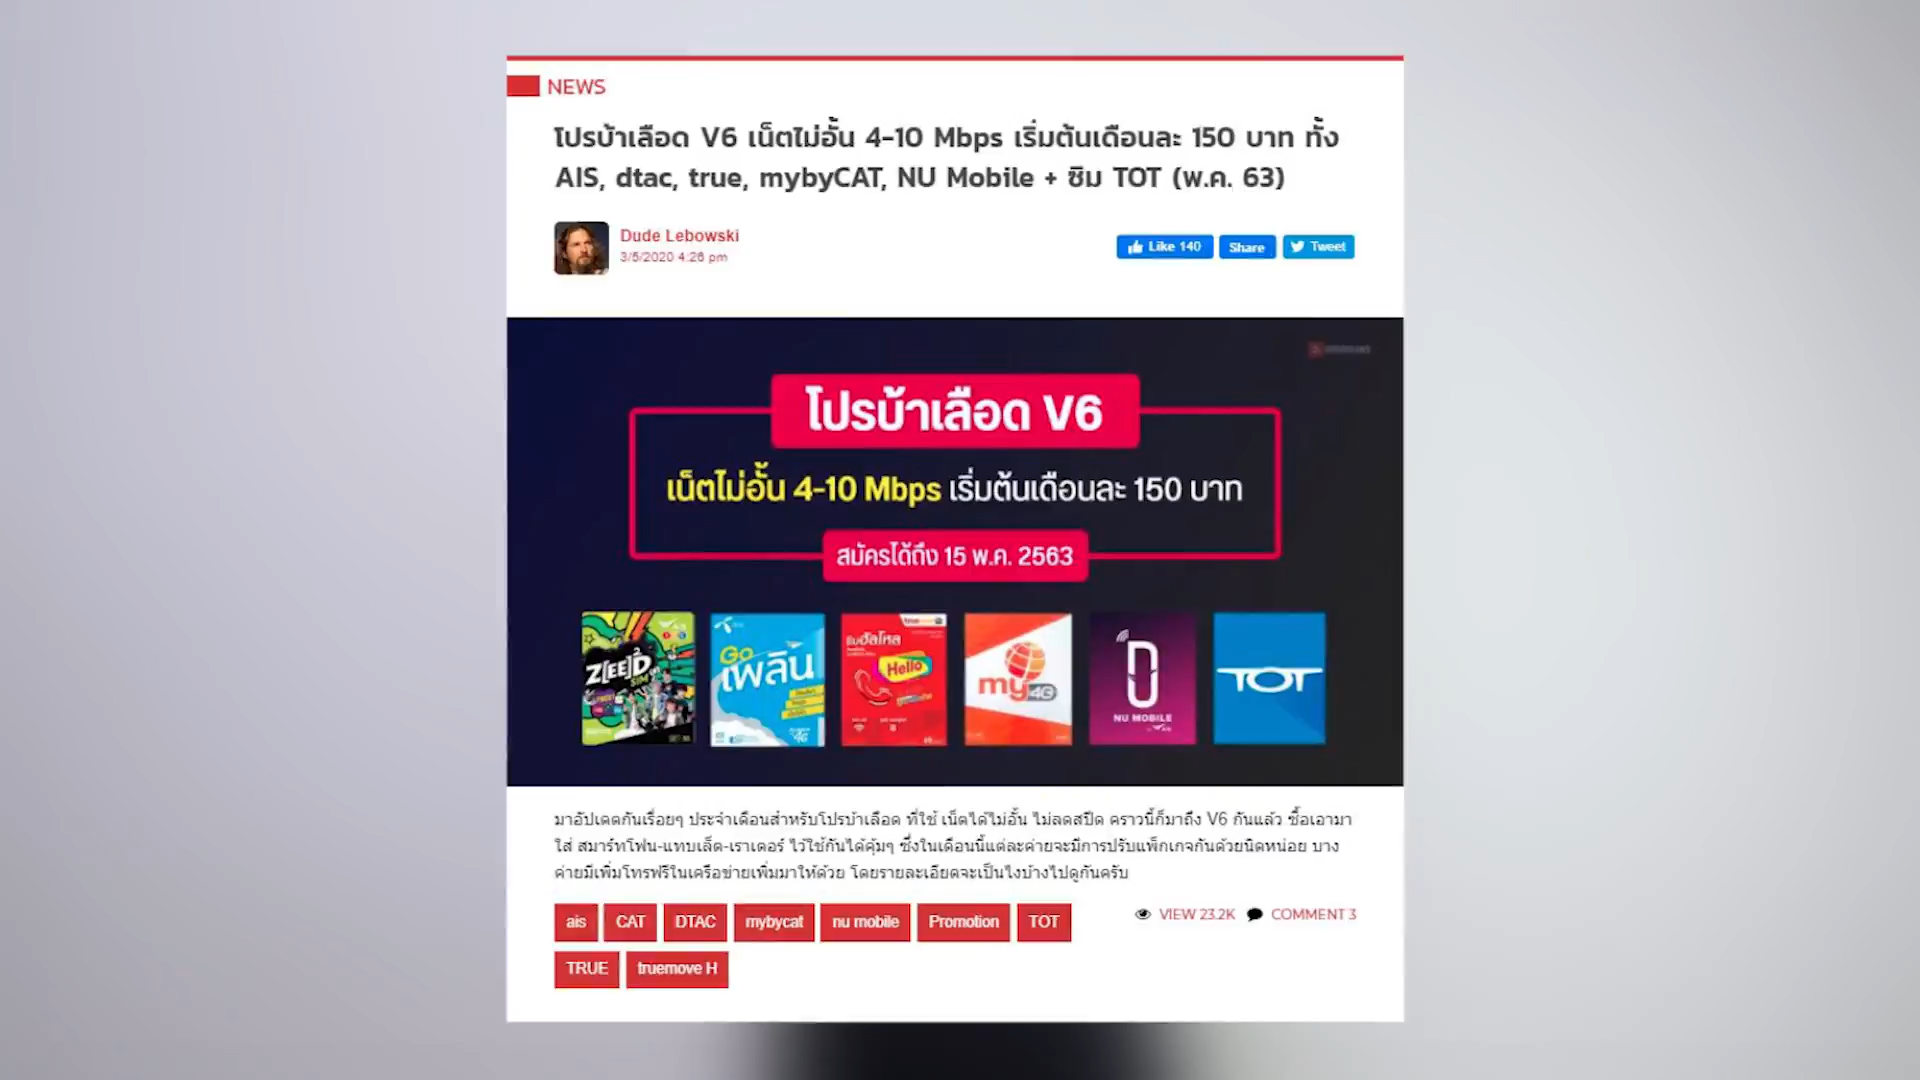 NEWS
โปรบ้าเลือด V6 เน็ตไม่อั้น 4-10 Mbps เริ่มต้นเดือนละ 150 บาท ทั้ง
AIS, dtac, true, mybyCAT, NU Mobile + ซิม TOT (พ.ค. 63)
Dude Lebowski
3/5/2020 4:26 pm
Like 140
Share
Tweet
โปรบ้าเลือด V6
เน็ตไม่อั้น 4-10 Mbps เริ่มต้นเดือนละ 150 บาท
สมัครได้ถึง 15 พ.ค. 2563
Z[EE]D
SIM
Go
เพลิน
4G
ซิมฮัลโหล
Hello
my 4G
NU MOBILE
TOT
มาอัปเดตกันเรื่อยๆ ประจำเดือนสำหรับโปรบ้าเลือด ที่ใช้ เน็ตได้ไม่อั้น ไม่ลดสปีด คราวนี้ก็มาถึง V6 กันแล้ว ซื้อเอามา
ใส่ สมาร์ทโฟน-แทบเล็ต-เราเตอร์ ไว้ใช้กันได้คุ้มๆ ซึ่งในเดือนนี้แต่ละค่ายจะมีการปรับแพ็กเกจกันด้วยนิดหน่อย บาง
ค่ายมีเพิ่มโทรฟรีในเครือข่ายเพิ่มมาให้ด้วย โดยรายละเอียดจะเป็นไงบ้างไปดูกันครับ
ais CAT DTAC mybycat nu mobile Promotion TOT
VIEW 23.2K COMMENT 3
TRUE truemove H